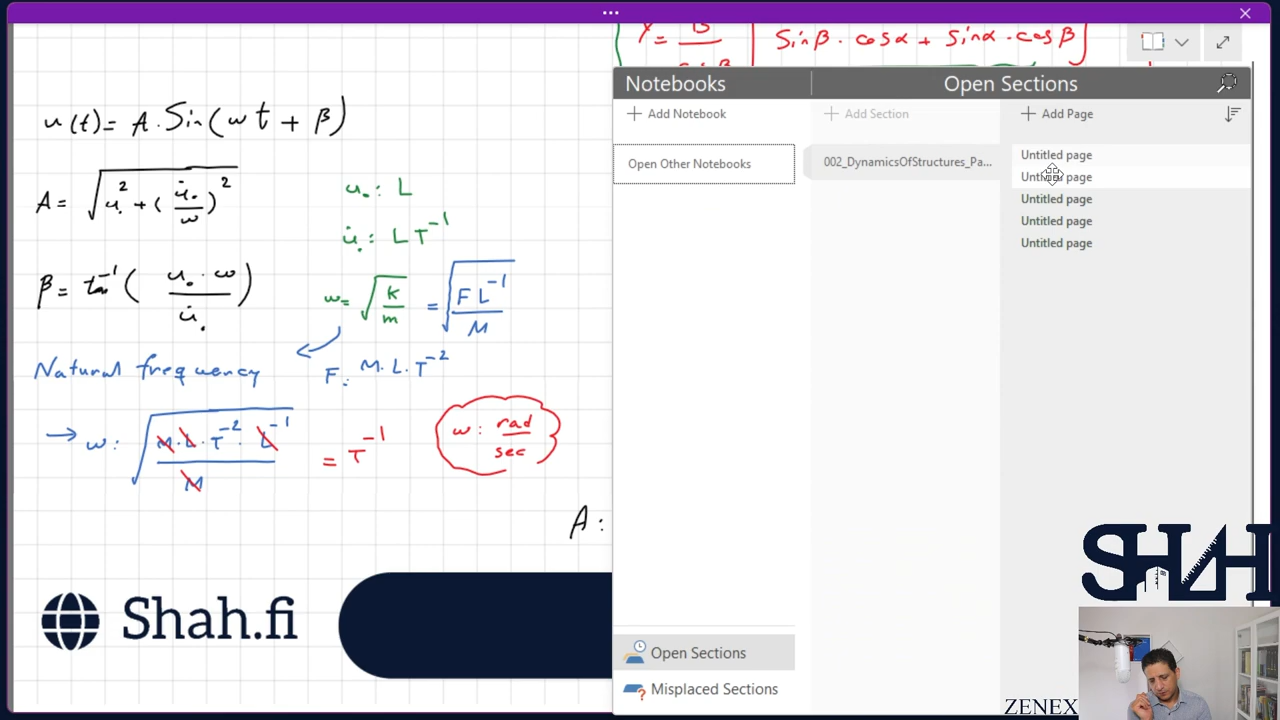 Sinβ · cosα + sinα · cosβ
Notebooks
Open Sections
+ Add Notebook
+ Add Section
+ Add Page
Open Other Notebooks
002_DynamicsOfStructures_Pa...
Untitled page
Untitled page
Untitled page
Untitled page
Untitled page
u(t) = A . Sin(ωt + β)
A = √(u₀² + (u̇₀/ω)²)
u₀ : L
u̇₀ : L T⁻¹
β = tan⁻¹(u₀ · ω / u̇₀)
ω = √(k/m) = √(F L⁻¹ / M)
Natural frequency
F : M . L . T⁻²
→ ω : √(M · L · T⁻² · L⁻¹ / M) = T⁻¹
ω : rad/sec
A :
Shah.fi
Open Sections
Misplaced Sections
SHAH
ZENEX